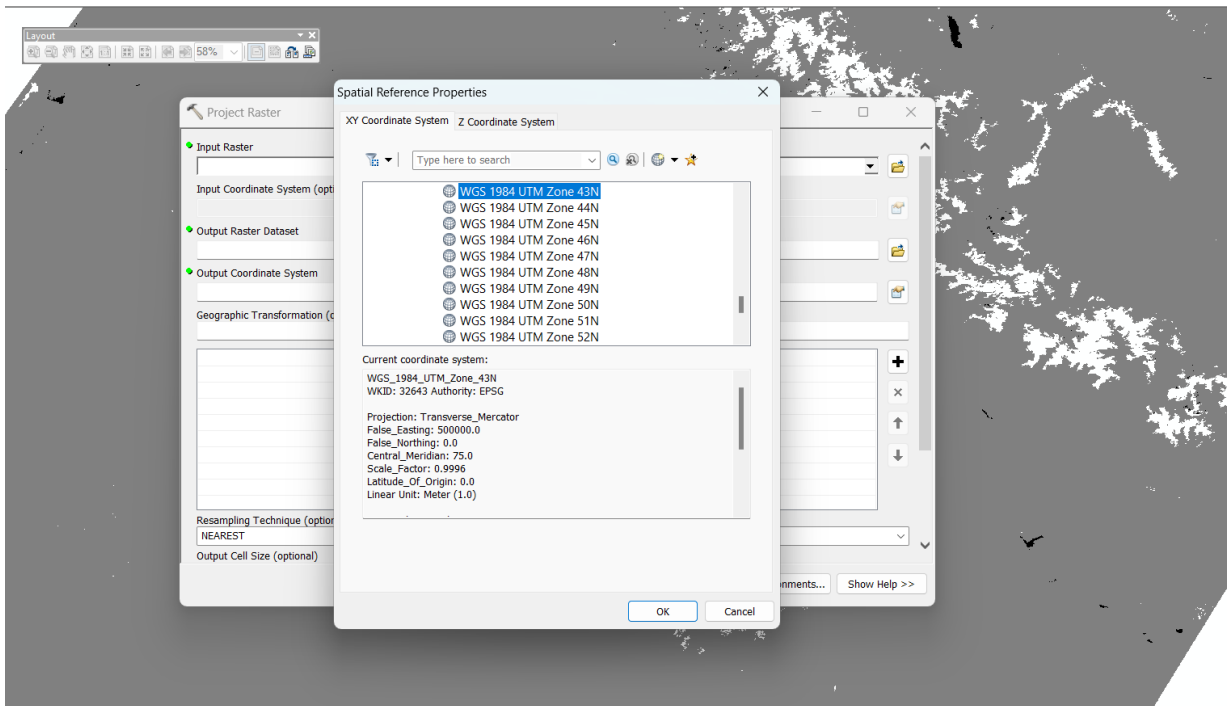 Layout
58%
Project Raster
Input Raster
Input Coordinate System (opti
Output Raster Dataset
Output Coordinate System
Geographic Transformation (o
Resampling Technique (option
NEAREST
Output Cell Size (optional)
onments...
Show Help >>
Spatial Reference Properties
XY Coordinate System
Z Coordinate System
Type here to search
WGS 1984 UTM Zone 43N
WGS 1984 UTM Zone 44N
WGS 1984 UTM Zone 45N
WGS 1984 UTM Zone 46N
WGS 1984 UTM Zone 47N
WGS 1984 UTM Zone 48N
WGS 1984 UTM Zone 49N
WGS 1984 UTM Zone 50N
WGS 1984 UTM Zone 51N
WGS 1984 UTM Zone 52N
Current coordinate system:
WGS_1984_UTM_Zone_43N
WKID: 32643 Authority: EPSG
Projection: Transverse_Mercator
False_Easting: 500000.0
False_Northing: 0.0
Central_Meridian: 75.0
Scale_Factor: 0.9996
Latitude_Of_Origin: 0.0
Linear Unit: Meter (1.0)
OK
Cancel